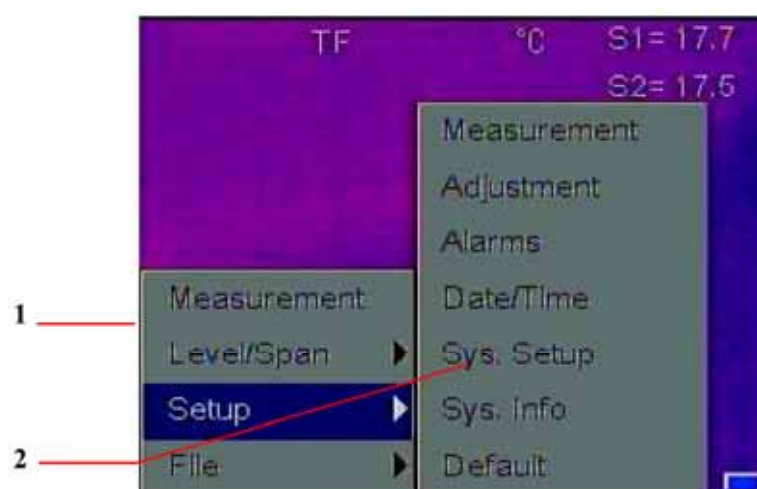 TF °C S1= 17.7
S2= 17.5
Measurement
Adjustment
Alarms
Date/Time
Sys. Setup
Sys. Info
Default
Measurement
Level/Span
Setup
File
1
2